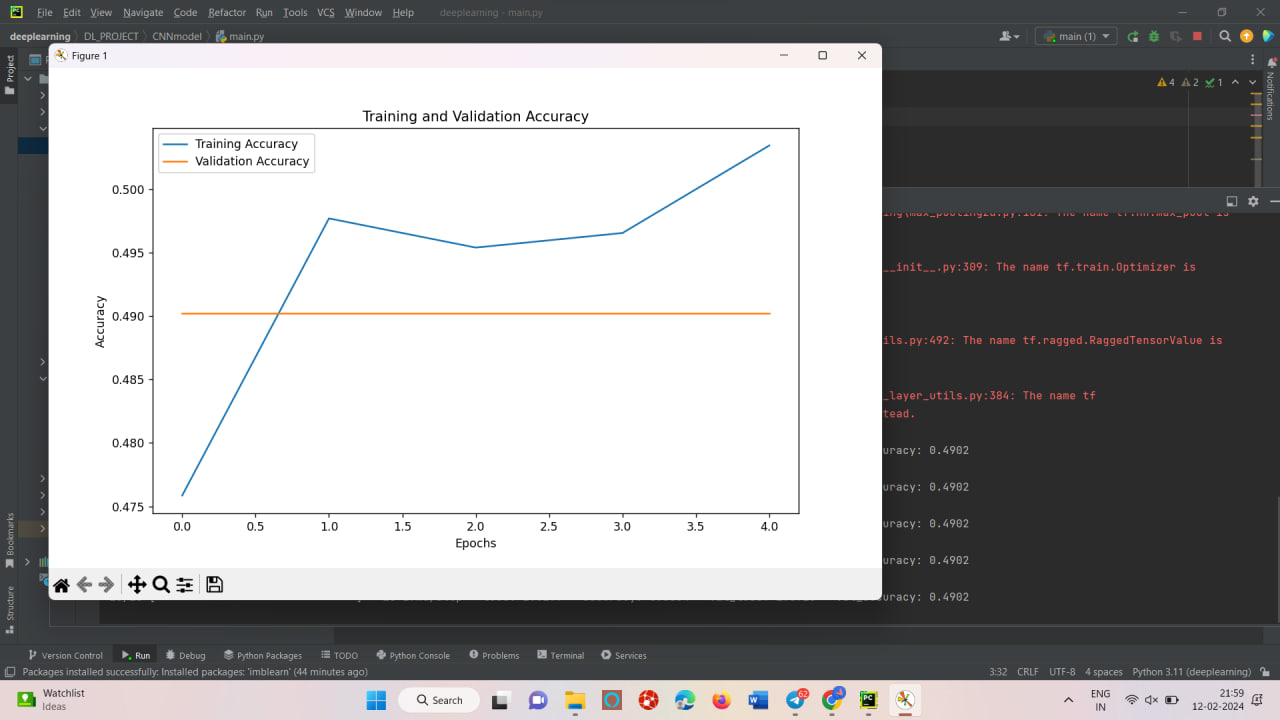 File Edit View Navigate Code Refactor Run Tools VCS Window Help deeplearning - main.py
deeplearning DL_PROJECT CNNmodel main.py main (1)
Figure 1
Project
Notifications
4 2 1
Training and Validation Accuracy
Training Accuracy
Validation Accuracy
0.500
0.495
0.490
0.485
0.480
0.475
Accuracy
0.0 0.5 1.0 1.5 2.0 2.5 3.0 3.5 4.0
Epochs
__init__.py:309: The name tf.train.Optimizer is
ils.py:492: The name tf.ragged.RaggedTensorValue is
_layer_utils.py:384: The name tf
tead.
uracy: 0.4902
uracy: 0.4902
uracy: 0.4902
uracy: 0.4902
uracy: 0.4902
Bookmarks
Structure
Version Control Run Debug Python Packages TODO Python Console Problems Terminal Services
Packages installed successfully: Installed packages: 'imblearn' (44 minutes ago) 3:32 CRLF UTF-8 4 spaces Python 3.11 (deeplearning)
Watchlist
Ideas
Search
62
4
ENG
IN
21:59
12-02-2024